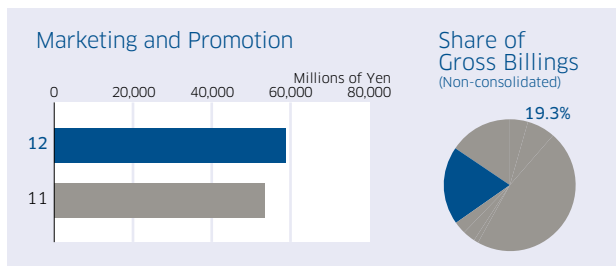 Marketing and Promotion
Millions of Yen
0 20,000 40,000 60,000 80,000
12
11
Share of
Gross Billings
(Non-consolidated)
19.3%